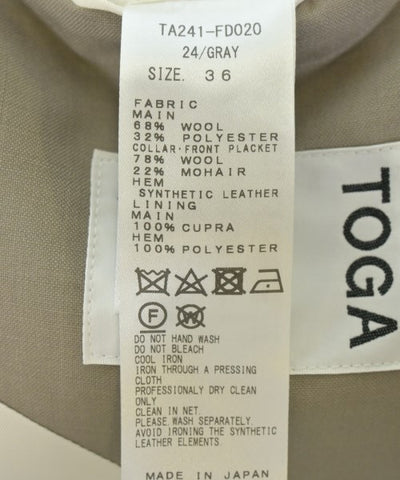 TA241-FD020
24/GRAY
SIZE. 36
FABRIC
MAIN
68% WOOL
32% POLYESTER
COLLAR·FRONT PLACKET
78% WOOL
22% MOHAIR
HEM
SYNTHETIC LEATHER
LINING
MAIN
100% CUPRA
HEM
100% POLYESTER
F
W
DO NOT HAND WASH
DO NOT BLEACH
COOL IRON
IRON THROUGH A PRESSING
CLOTH
PROFESSIONALY DRY CLEAN
ONLY
CLEAN IN NET.
PLEASE WASH SEPARATELY
AVOID IRONING THE SYNTHETIC
LEATHER ELEMENTS
MADE IN JAPAN
TOGA